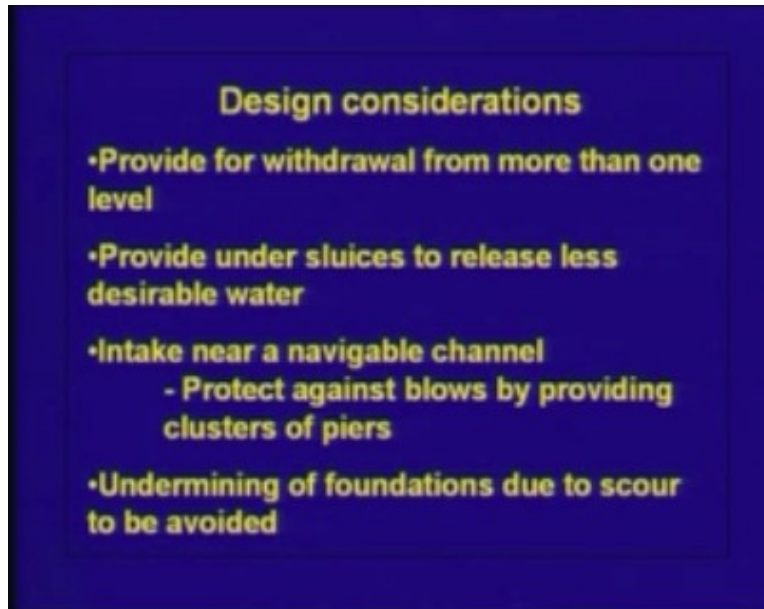 Design considerations
•Provide for withdrawal from more than one
level
•Provide under sluices to release less
desirable water
•Intake near a navigable channel
- Protect against blows by providing
clusters of piers
•Undermining of foundations due to scour
to be avoided